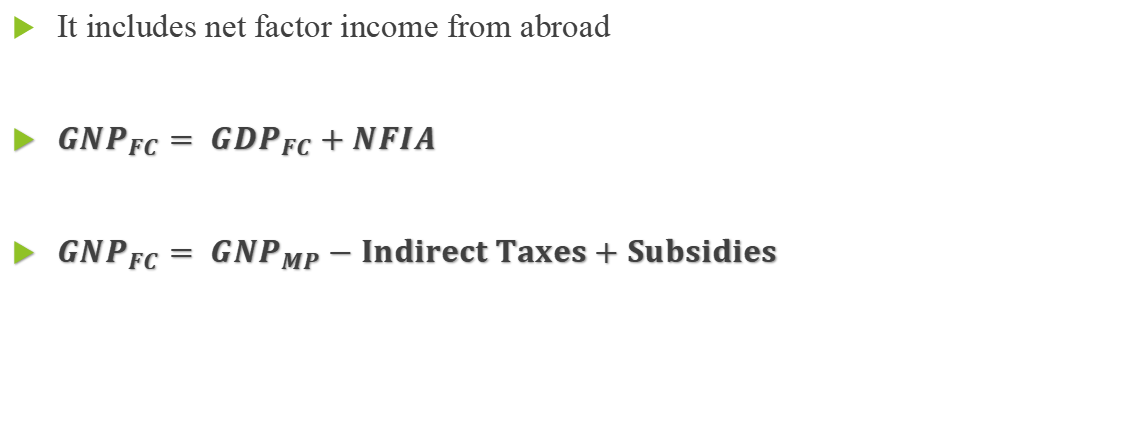 It includes net factor income from abroad
GNP_FC = GDP_FC + NFIA
GNP_FC = GNP_MP − Indirect Taxes + Subsidies